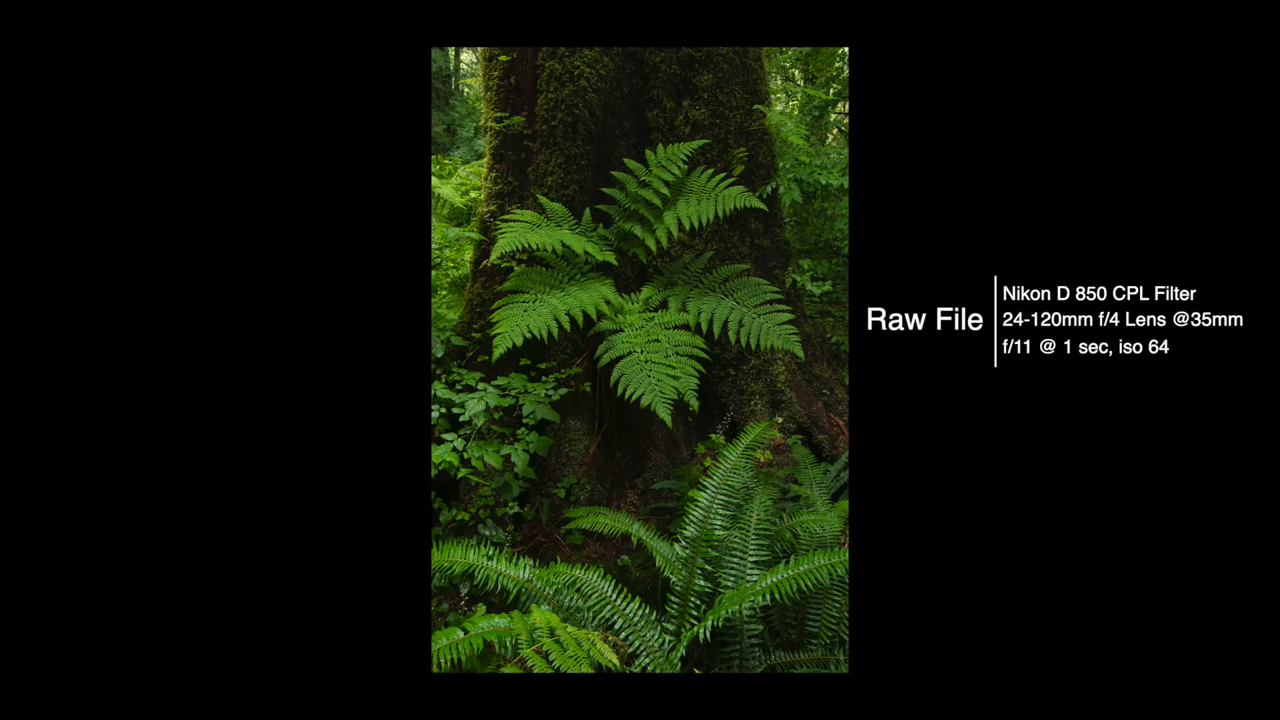 Raw File
Nikon D 850 CPL Filter
24-120mm f/4 Lens @35mm
f/11 @ 1 sec, iso 64